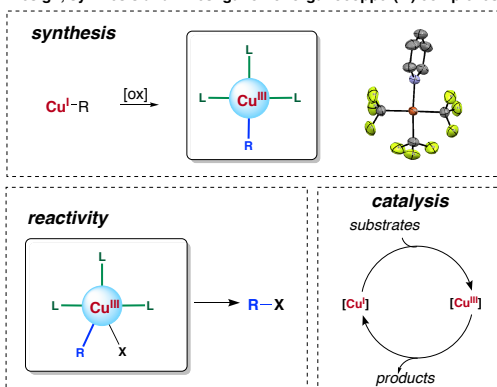 synthesis
Cu^I-R
[ox]
L
L
Cu^III
L
R
reactivity
L
L
Cu^III
L
R
X
R-X
catalysis
substrates
[Cu^I]
[Cu^III]
products